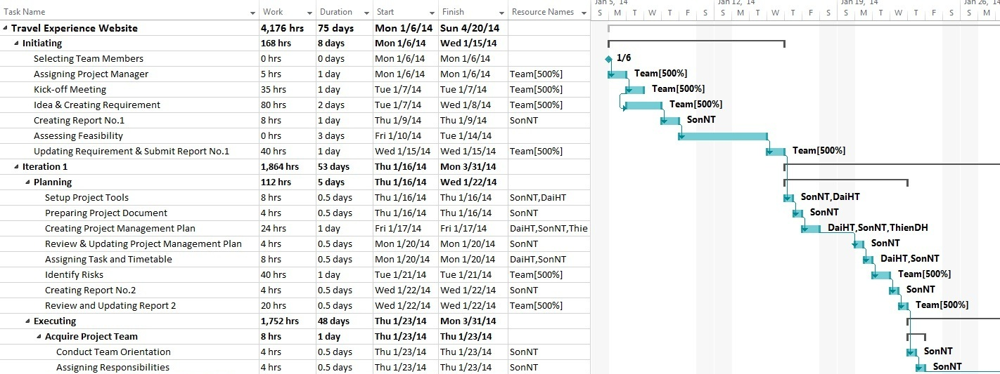 Jan 5, '14 Jan 12, '14 Jan 19, '14 Jan 26, '14
Task Name Work Duration Start Finish Resource Names S M T W T F S S M T W T F S S M T W T F S S M T
Travel Experience Website 4,176 hrs 75 days Mon 1/6/14 Sun 4/20/14
Initiating 168 hrs 8 days Mon 1/6/14 Wed 1/15/14
Selecting Team Members 0 hrs 0 days Mon 1/6/14 Mon 1/6/14 1/6
Assigning Project Manager 5 hrs 1 day Mon 1/6/14 Mon 1/6/14 Team[500%] Team[500%]
Kick-off Meeting 35 hrs 1 day Tue 1/7/14 Tue 1/7/14 Team[500%] Team[500%]
Idea & Creating Requirement 80 hrs 2 days Tue 1/7/14 Wed 1/8/14 Team[500%] Team[500%]
Creating Report No.1 8 hrs 1 day Thu 1/9/14 Thu 1/9/14 SonNT SonNT
Assessing Feasibility 0 hrs 3 days Fri 1/10/14 Tue 1/14/14
Updating Requirement & Submit Report No.1 40 hrs 1 day Wed 1/15/14 Wed 1/15/14 Team[500%] Team[500%]
Iteration 1 1,864 hrs 53 days Thu 1/16/14 Mon 3/31/14
Planning 112 hrs 5 days Thu 1/16/14 Wed 1/22/14
Setup Project Tools 8 hrs 0.5 days Thu 1/16/14 Thu 1/16/14 SonNT,DaiHT SonNT,DaiHT
Preparing Project Document 4 hrs 0.5 days Thu 1/16/14 Thu 1/16/14 SonNT SonNT
Creating Project Management Plan 24 hrs 1 day Fri 1/17/14 Fri 1/17/14 DaiHT,SonNT,Thie DaiHT,SonNT,ThienDH
Review & Updating Project Management Plan 4 hrs 0.5 days Mon 1/20/14 Mon 1/20/14 SonNT SonNT
Assigning Task and Timetable 8 hrs 0.5 days Mon 1/20/14 Mon 1/20/14 DaiHT,SonNT DaiHT,SonNT
Identify Risks 40 hrs 1 day Tue 1/21/14 Tue 1/21/14 Team[500%] Team[500%]
Creating Report No.2 4 hrs 0.5 days Wed 1/22/14 Wed 1/22/14 SonNT SonNT
Review and Updating Report 2 20 hrs 0.5 days Wed 1/22/14 Wed 1/22/14 Team[500%] Team[500%]
Executing 1,752 hrs 48 days Thu 1/23/14 Mon 3/31/14
Acquire Project Team 8 hrs 1 day Thu 1/23/14 Thu 1/23/14
Conduct Team Orientation 4 hrs 0.5 days Thu 1/23/14 Thu 1/23/14 SonNT SonNT
Assigning Responsibilities 4 hrs 0.5 days Thu 1/23/14 Thu 1/23/14 SonNT SonNT